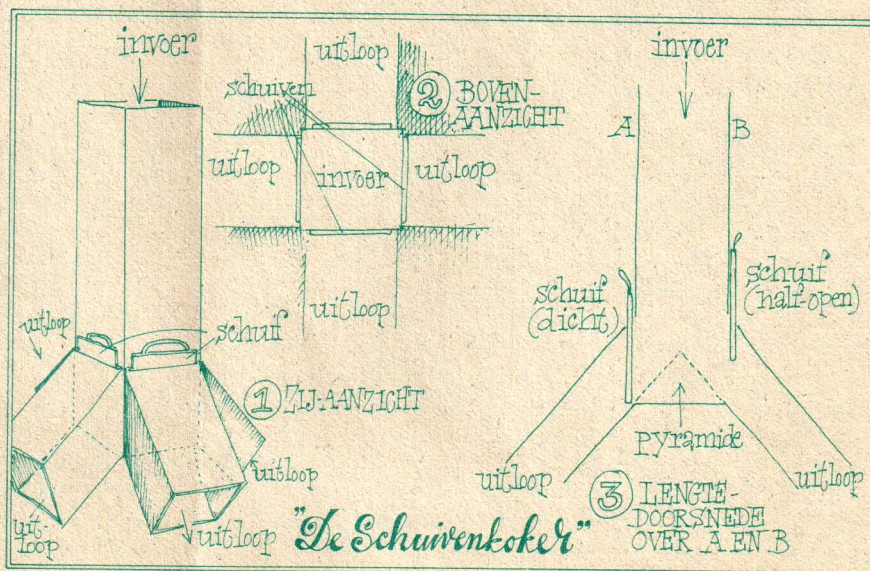 invoer
uitloop
schuif
uit-
loop
uitloop
uitloop
1 ZIJ-AANZICHT
uitloop
schuiven
2 BOVEN-
AANZICHT
uitloop
invoer
uitloop
uitloop
invoer
A
B
schuif
(dicht)
schuif
(half-open)
pyramide
uitloop
uitloop
3 LENGTE-
DOORSNEDE
OVER A EN B
"De Schuivenkoker"